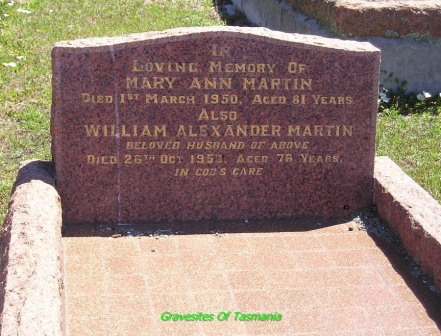 IN
LOVING MEMORY OF
MARY ANN MARTIN
DIED 1ST MARCH 1950, AGED 81 YEARS
ALSO
WILLIAM ALEXANDER MARTIN
BELOVED HUSBAND OF ABOVE
DIED 26TH OCT 1953, AGED 76 YEARS.
IN GOD'S CARE
Gravesites Of Tasmania